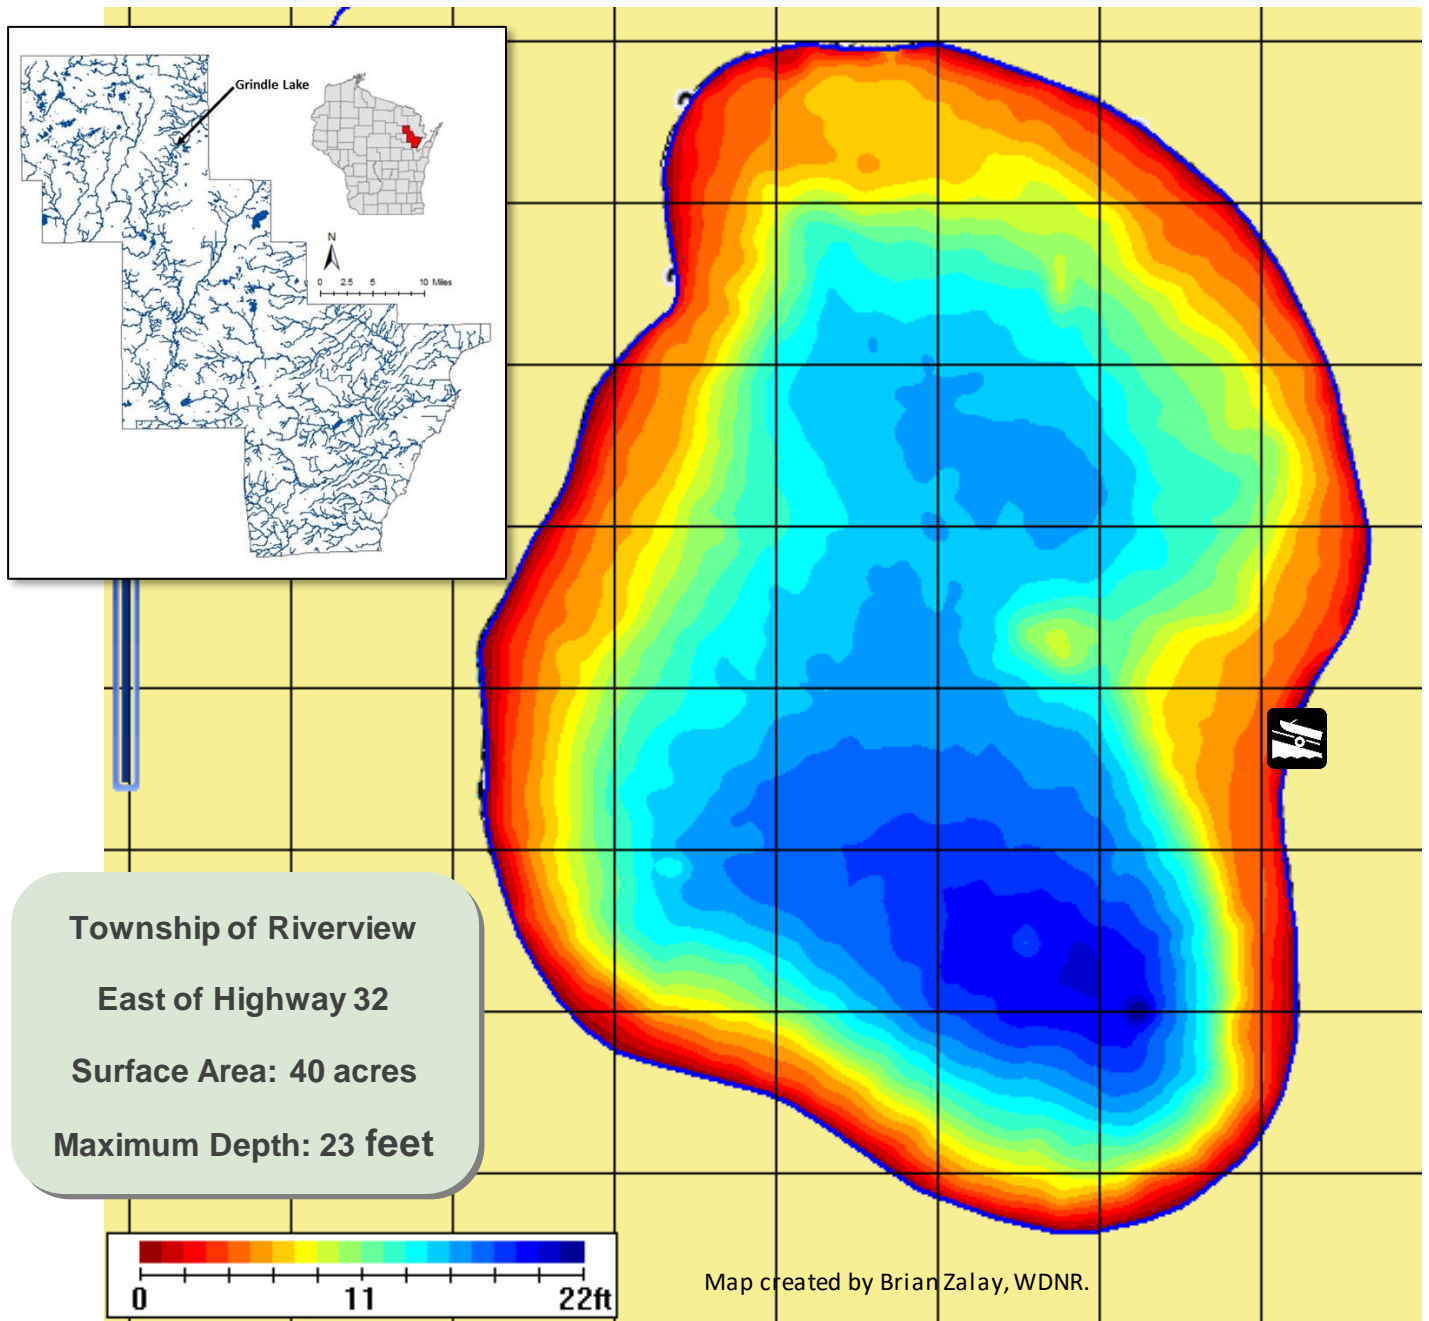 Grindle Lake
N
0 2.5 5 10 Miles
Township of Riverview
East of Highway 32
Surface Area: 40 acres
Maximum Depth: 23 feet
0 11 22ft
Map created by Brian Zalay, WDNR.